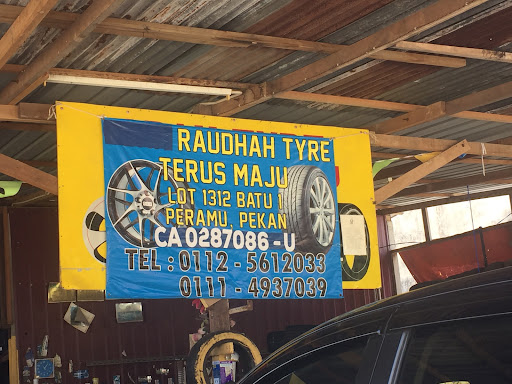 RAUDHAH TYRE
TERUS MAJU
LOT 1312 BATU 1
PERAMU, PEKAN
CA 0287086 - U
TEL : 0112 - 5612033
0111 - 4937039